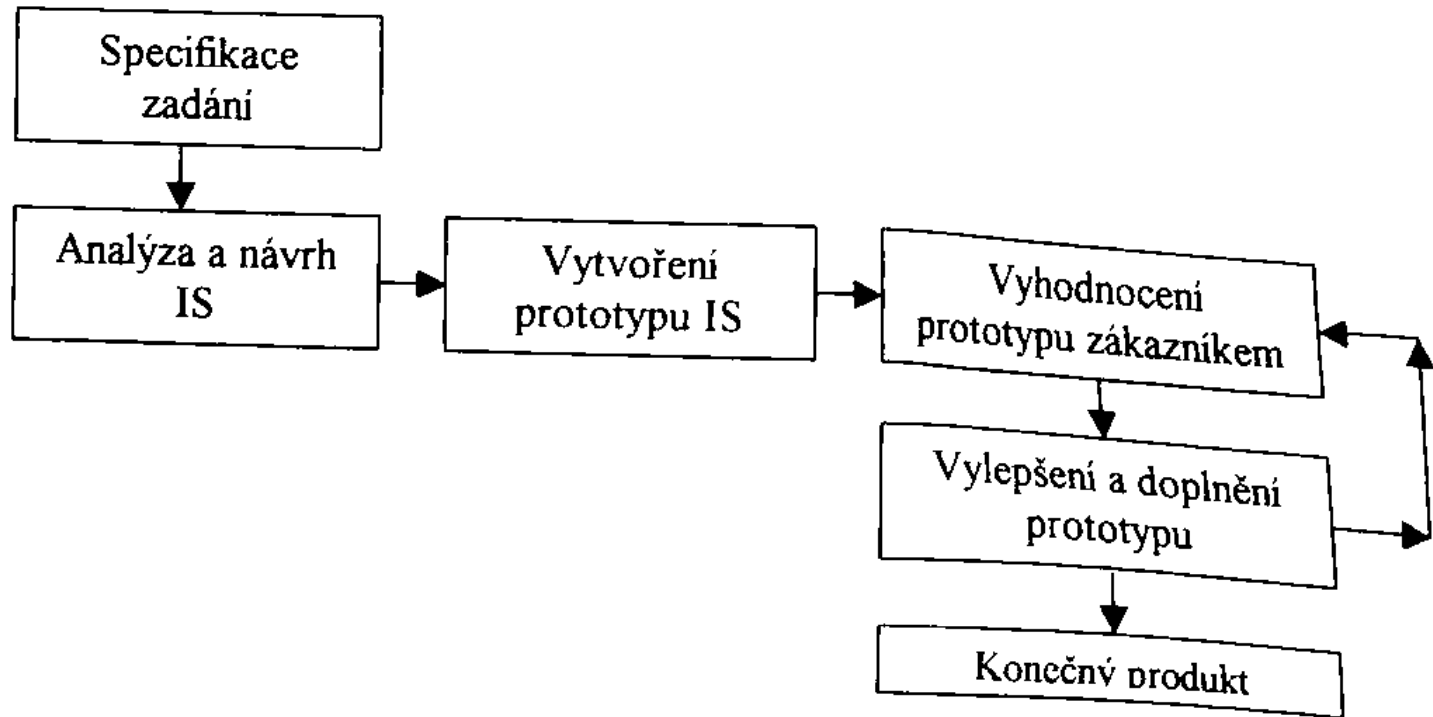 Specifikace
zadání
Analýza a návrh
IS
Vytvoření
prototypu IS
Vyhodnocení
prototypu zákazníkem
Vylepšení a doplnění
prototypu
Konečný produkt